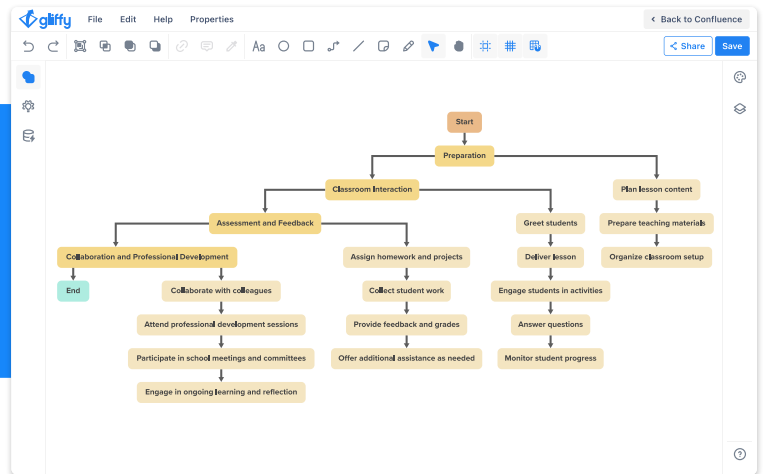 gliffy
File Edit Help Properties
Back to Confluence
Aa
Share
Save
Start
Preparation
Classroom Interaction
Plan lesson content
Assessment and Feedback
Greet students
Prepare teaching materials
Collaboration and Professional Development
Assign homework and projects
Deliver lesson
Organize classroom setup
End
Collaborate with colleagues
Collect student work
Engage students in activities
Attend professional development sessions
Provide feedback and grades
Answer questions
Participate in school meetings and committees
Offer additional assistance as needed
Monitor student progress
Engage in ongoing learning and reflection